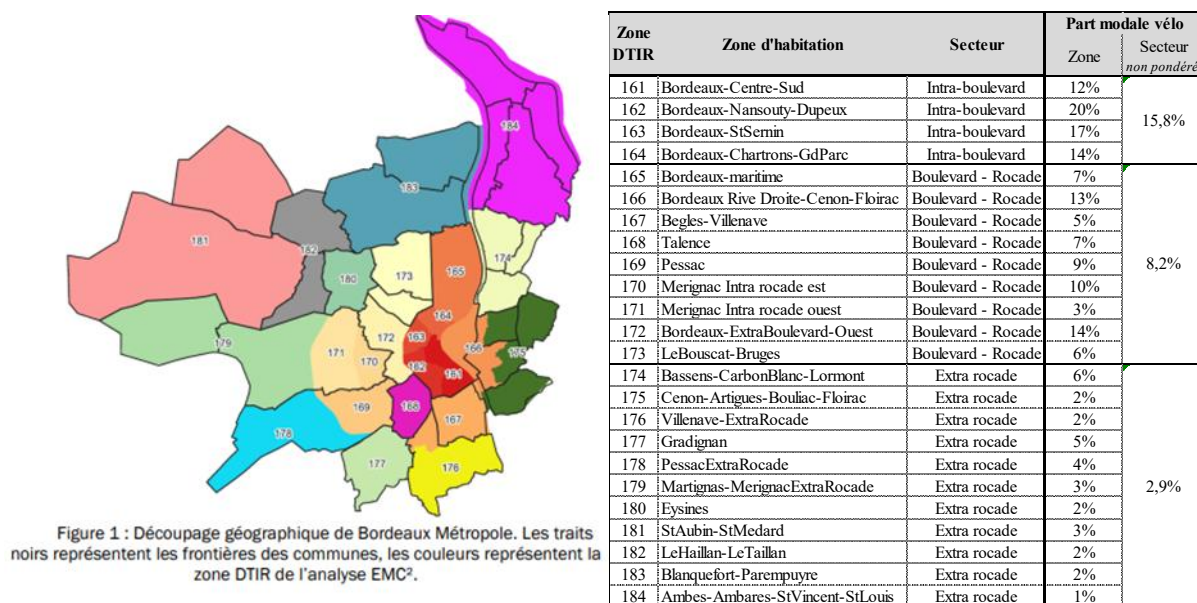 184
183
181
182
174
180
173
165
164
179
172
163
171
170
166
175
162
161
169
168
167
178
177
176
Figure 1 : Découpage géographique de Bordeaux Métropole. Les traits
noirs représentent les frontières des communes, les couleurs représentent la
zone DTIR de l'analyse EMC².
Zone DTIR Zone d'habitation Secteur Part modale vélo
Zone Secteur non pondéré
161 Bordeaux-Centre-Sud Intra-boulevard 12% 15,8%
162 Bordeaux-Nansouty-Dupeux Intra-boulevard 20%
163 Bordeaux-StSernin Intra-boulevard 17%
164 Bordeaux-Chartrons-GdParc Intra-boulevard 14%
165 Bordeaux-maritime Boulevard - Rocade 7% 8,2%
166 Bordeaux Rive Droite-Cenon-Floirac Boulevard - Rocade 13%
167 Begles-Villenave Boulevard - Rocade 5%
168 Talence Boulevard - Rocade 7%
169 Pessac Boulevard - Rocade 9%
170 Merignac Intra rocade est Boulevard - Rocade 10%
171 Merignac Intra rocade ouest Boulevard - Rocade 3%
172 Bordeaux-ExtraBoulevard-Ouest Boulevard - Rocade 14%
173 LeBouscat-Bruges Boulevard - Rocade 6%
174 Bassens-CarbonBlanc-Lormont Extra rocade 6% 2,9%
175 Cenon-Artigues-Bouliac-Floirac Extra rocade 2%
176 Villenave-ExtraRocade Extra rocade 2%
177 Gradignan Extra rocade 5%
178 PessacExtraRocade Extra rocade 4%
179 Martignas-MerignacExtraRocade Extra rocade 3%
180 Eysines Extra rocade 2%
181 StAubin-StMedard Extra rocade 3%
182 LeHaillan-LeTaillan Extra rocade 2%
183 Blanquefort-Parempuyre Extra rocade 2%
184 Ambes-Ambares-StVincent-StLouis Extra rocade 1%